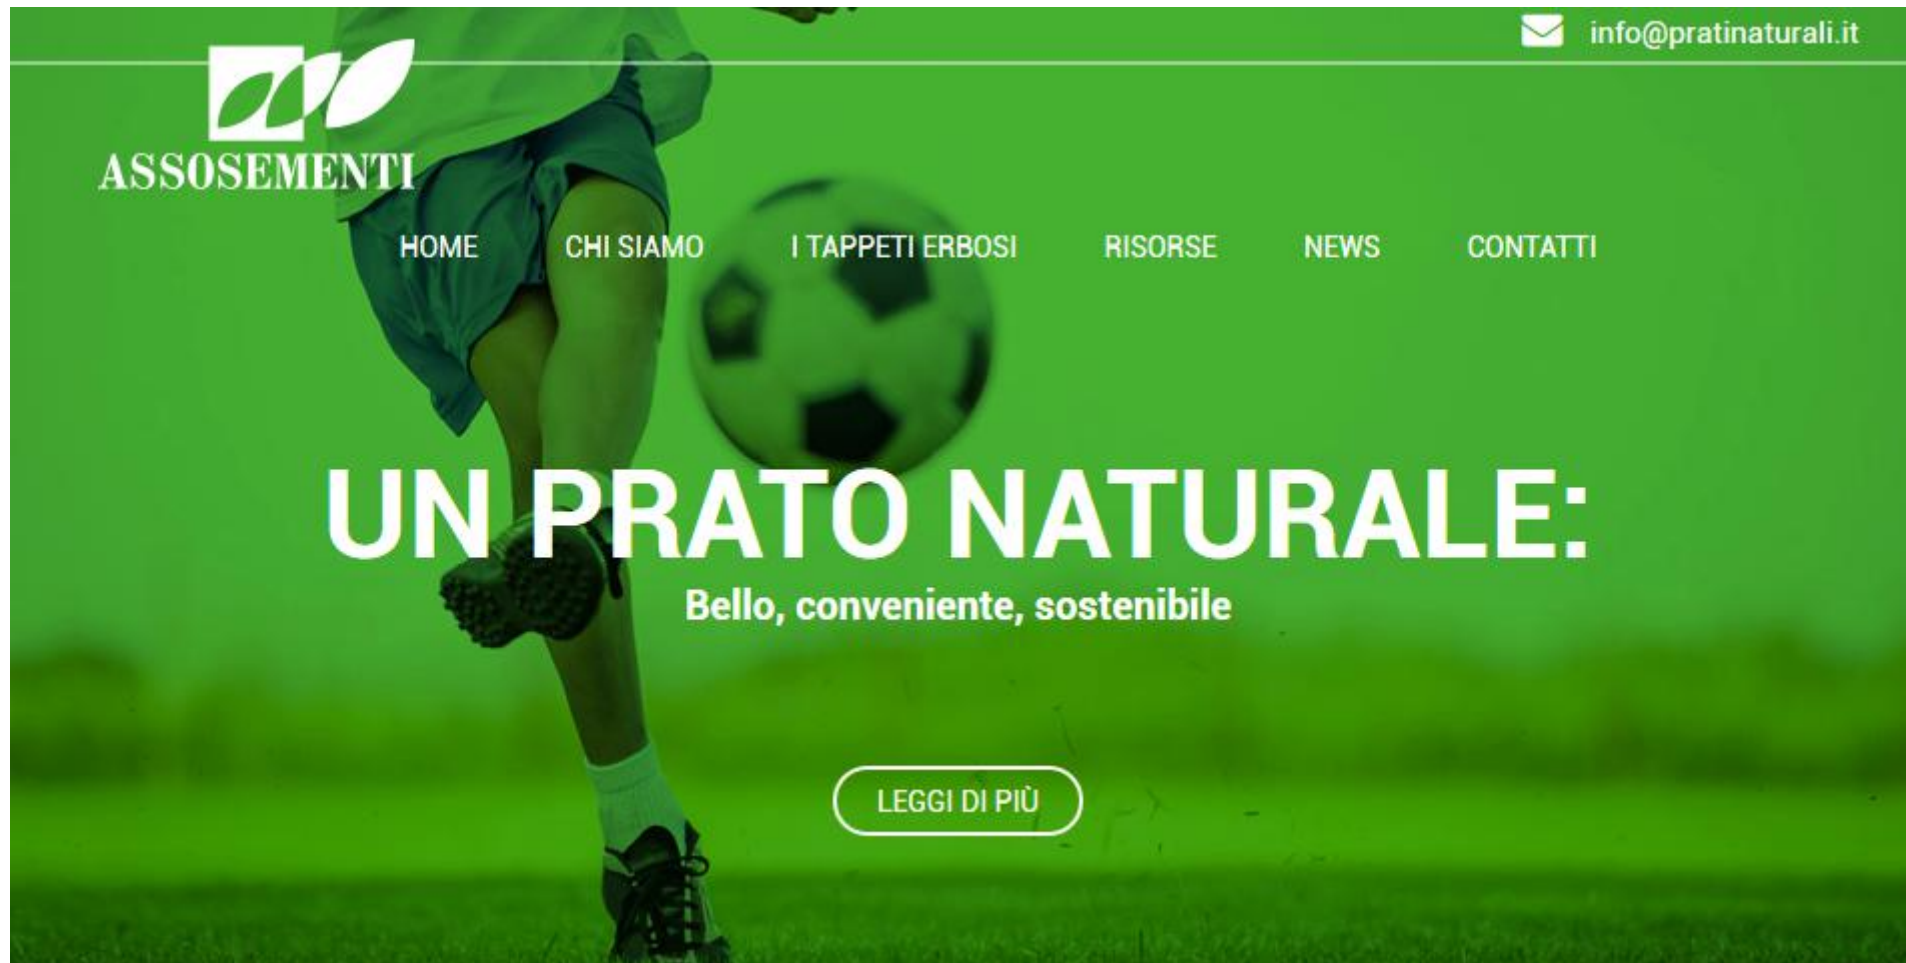 info@pratinaturali.it
ASSOSEMENTI
HOME CHI SIAMO I TAPPETI ERBOSI RISORSE NEWS CONTATTI
UN PRATO NATURALE:
Bello, conveniente, sostenibile
LEGGI DI PIÙ